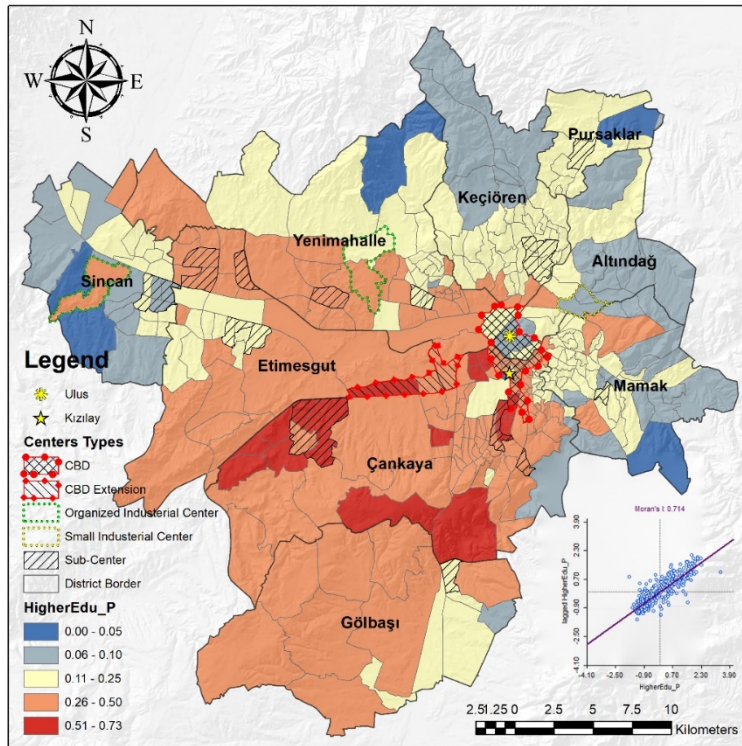 N
W E
S
Pursaklar
Keçiören
Yenimahalle
Altındağ
Sincan
Etimesgut
Mamak
Çankaya
Gölbaşı
Legend
Ulus
Kızılay
Centers Types
CBD
CBD Extension
Organized Industerial Center
Small Industerial Center
Sub-Center
District Border
HigherEdu_P
0.00 - 0.05
0.06 - 0.10
0.11 - 0.25
0.26 - 0.50
0.51 - 0.73
Moran's I: 0.714
lagged HigherEdu_P
3.90
2.30
0.70
-0.90
-2.50
-4.10
-4.10 -2.50 -0.90 0.70 2.30 3.90
HigherEdu_P
2.5 1.25 0 2.5 5 7.5 10
Kilometers